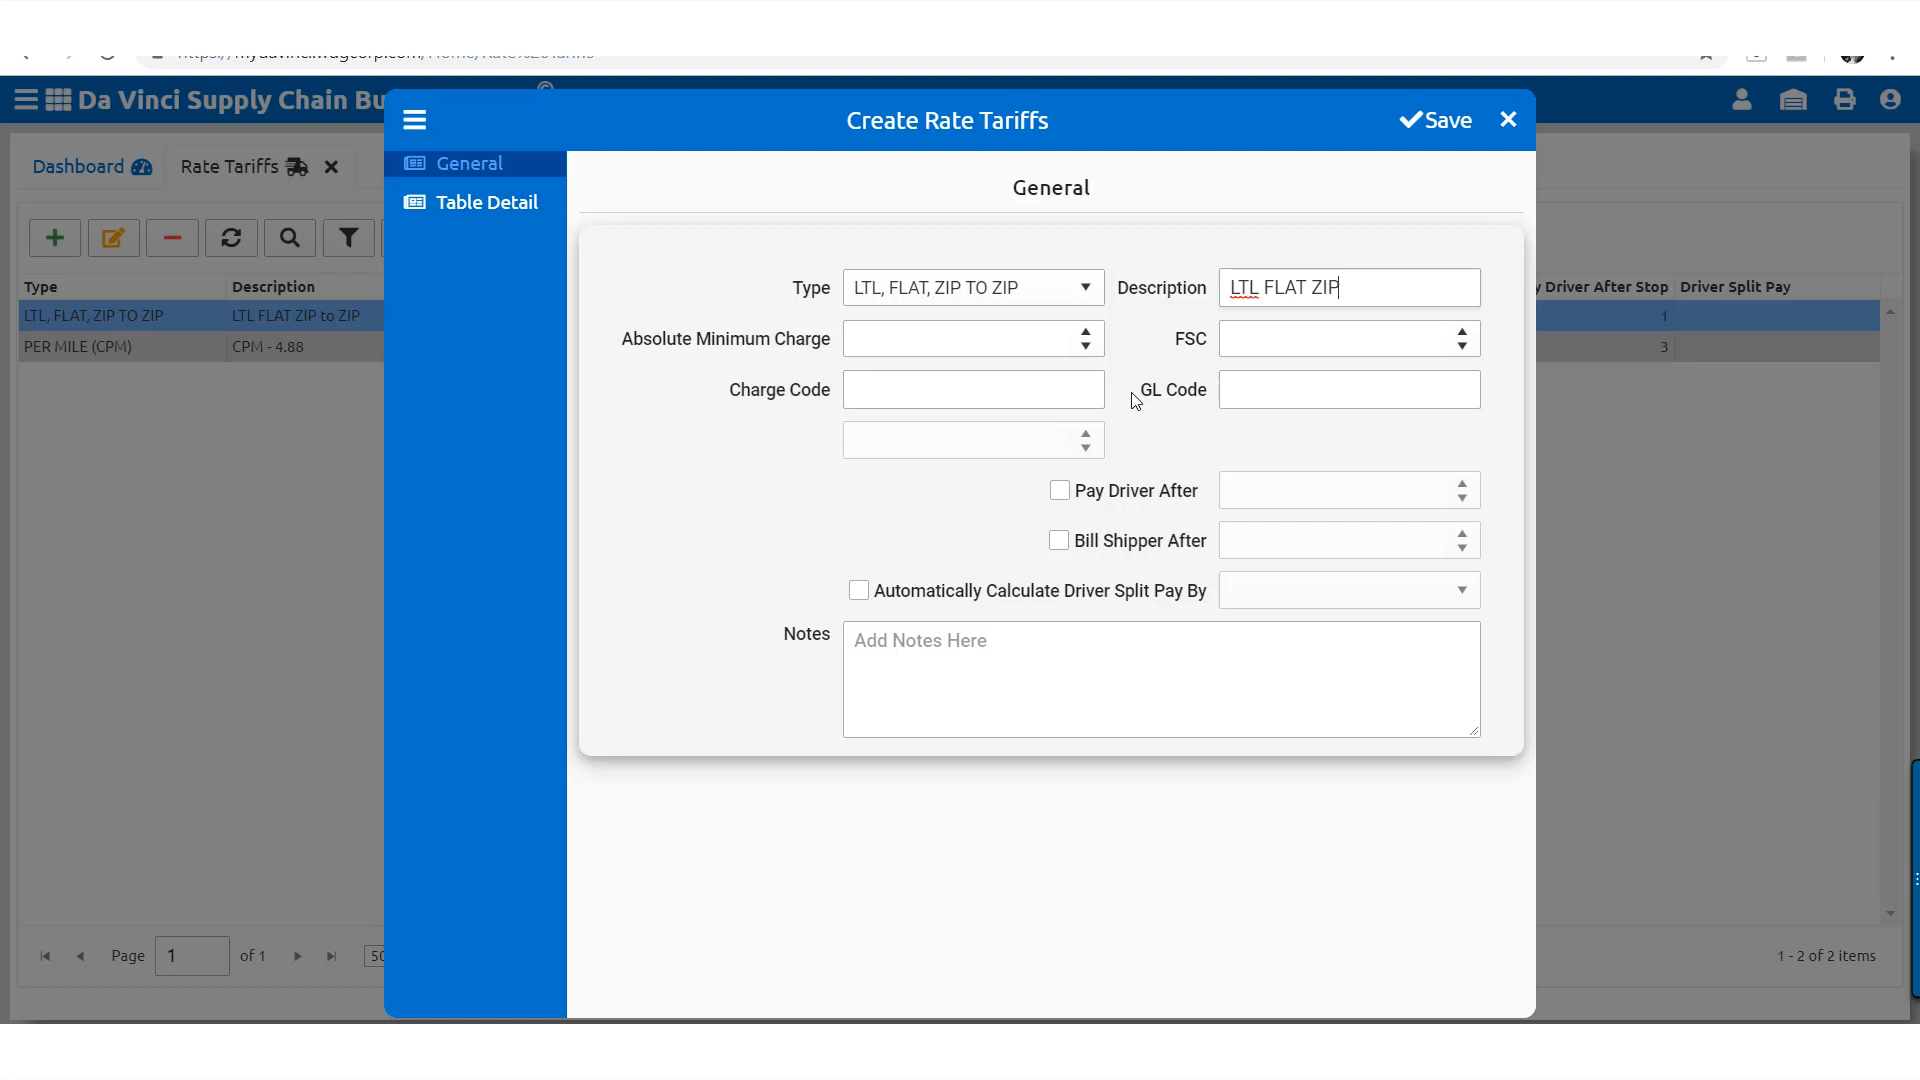 Da Vinci Supply Chain Bu
Create Rate Tariffs
Save
Dashboard
Rate Tariffs
General
Table Detail
General
Type
Description
Type
LTL, FLAT, ZIP TO ZIP
Description
LTL FLAT ZIP
y Driver After Stop
Driver Split Pay
LTL, FLAT, ZIP TO ZIP
LTL FLAT ZIP to ZIP
1
PER MILE (CPM)
CPM - 4.88
3
Absolute Minimum Charge
FSC
Charge Code
GL Code
Pay Driver After
Bill Shipper After
Automatically Calculate Driver Split Pay By
Notes
Add Notes Here
Page
1
of 1
50
1 - 2 of 2 items